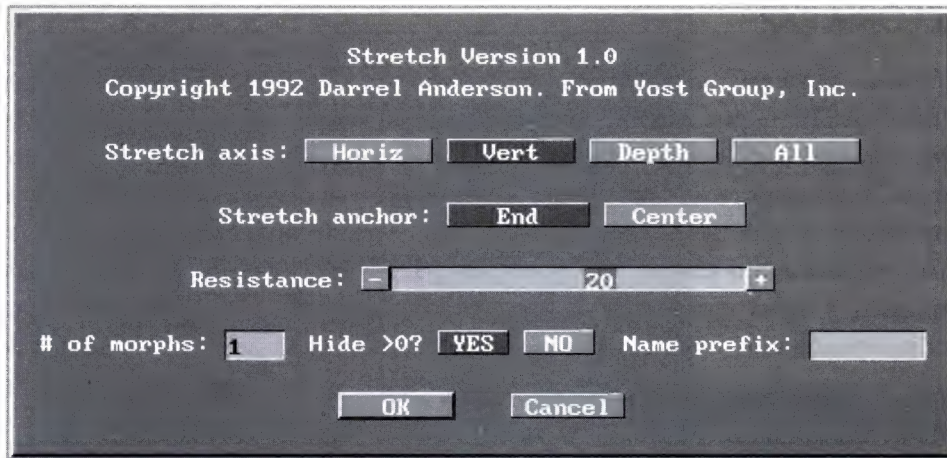 Stretch Version 1.0
Copyright 1992 Darrel Anderson. From Yost Group, Inc.
Stretch axis: Horiz Vert Depth All
Stretch anchor: End Center
Resistance: - 20 +
# of morphs: 1 Hide >0? YES NO Name prefix:
OK Cancel